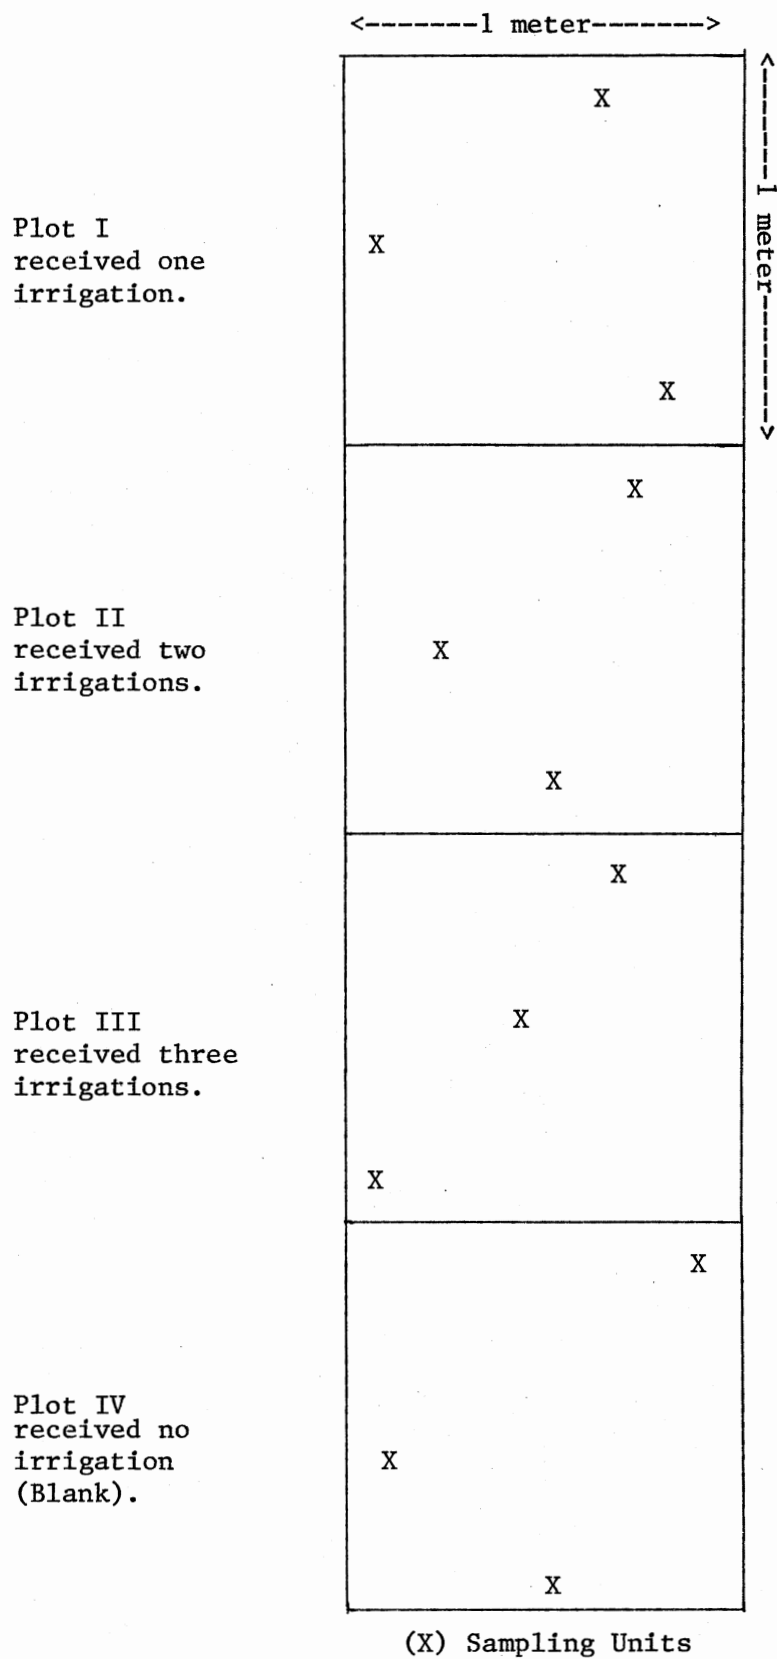 <-------1 meter------->
X
<-------1 meter-------->
Plot I
received one
irrigation.
X
X
X
Plot II
received two
irrigations.
X
X
X
Plot III
received three
irrigations.
X
X
X
Plot IV
received no
irrigation
(Blank).
X
X
(X) Sampling Units